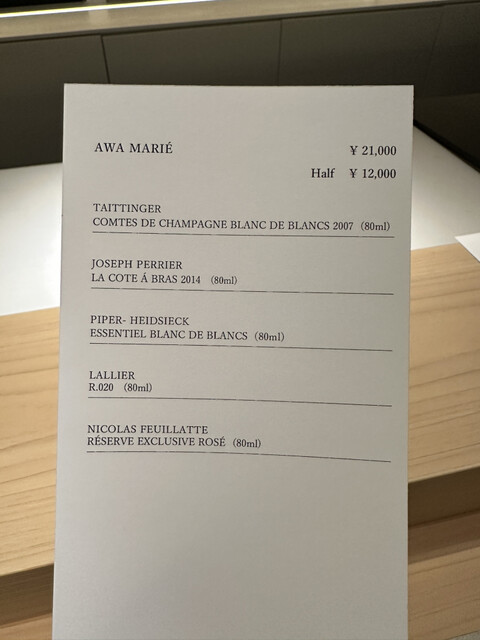 AWA MARIÉ ¥ 21,000
Half ¥ 12,000
TAITTINGER
COMTES DE CHAMPAGNE BLANC DE BLANCS 2007 (80ml)
JOSEPH PERRIER
LA COTE Á BRAS 2014 (80ml)
PIPER- HEIDSIECK
ESSENTIEL BLANC DE BLANCS (80ml)
LALLIER
R.020 (80ml)
NICOLAS FEUILLATTE
RÉSERVE EXCLUSIVE ROSÉ (80ml)